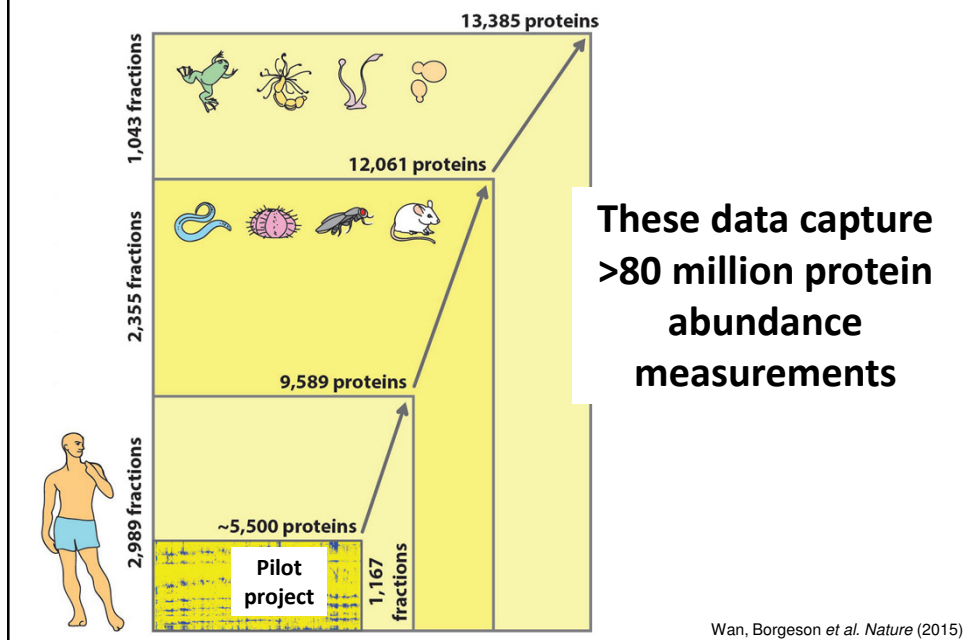 13,385 proteins
1,043 fractions
12,061 proteins
2,355 fractions
These data capture
>80 million protein
abundance
measurements
9,589 proteins
2,989 fractions
~5,500 proteins
Pilot
project
1,167
fractions
Wan, Borgeson et al. Nature (2015)